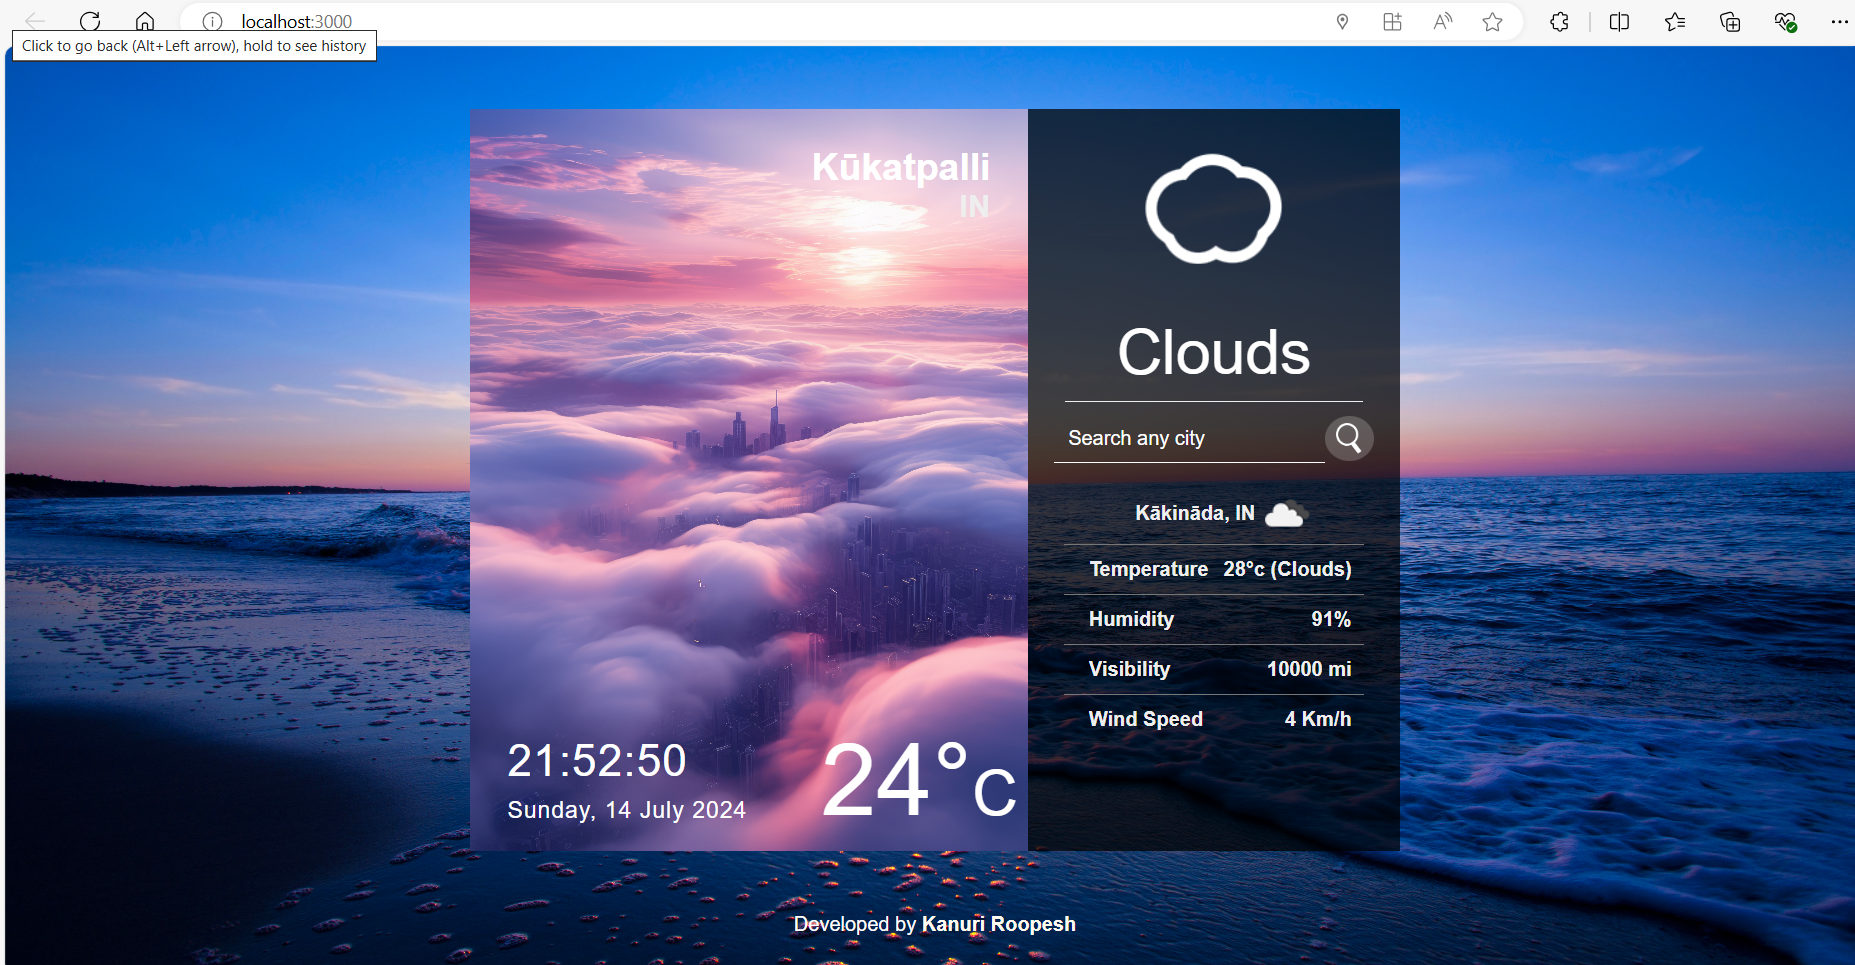 localhost:3000
Click to go back (Alt+Left arrow), hold to see history
Kūkatpalli
IN
21:52:50
Sunday, 14 July 2024
24°c
Clouds
Search any city
Kākināda, IN
Temperature 28°c (Clouds)
Humidity 91%
Visibility 10000 mi
Wind Speed 4 Km/h
Developed by Kanuri Roopesh